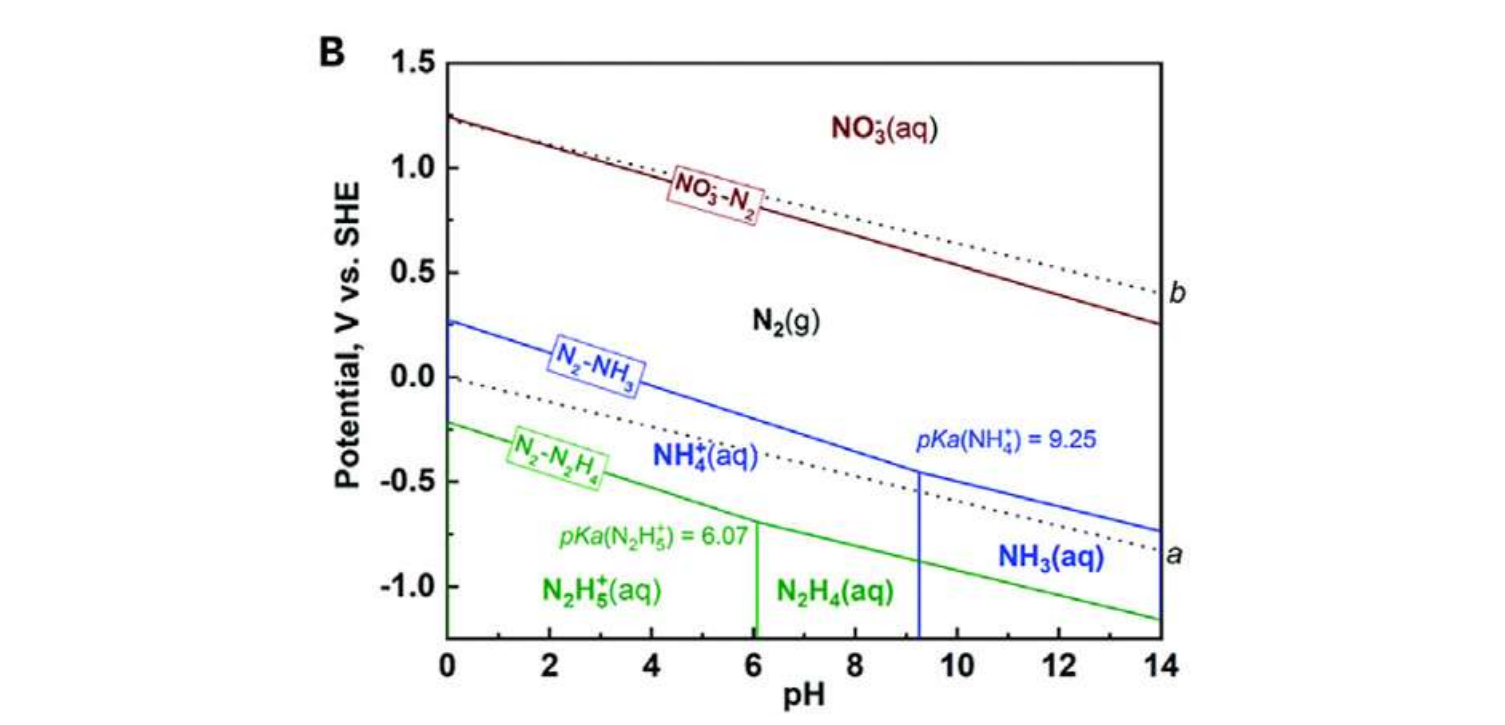 B
1.5
1.0
0.5
0.0
-0.5
-1.0
Potential, V vs. SHE
NO₃⁻(aq)
NO₃⁻-N₂
b
N₂(g)
N₂-NH₃
pKa(NH₄⁺) = 9.25
NH₄⁺(aq)
N₂-N₂H₄
pKa(N₂H₅⁺) = 6.07
NH₃(aq)
a
N₂H₅⁺(aq)
N₂H₄(aq)
0 2 4 6 8 10 12 14
pH